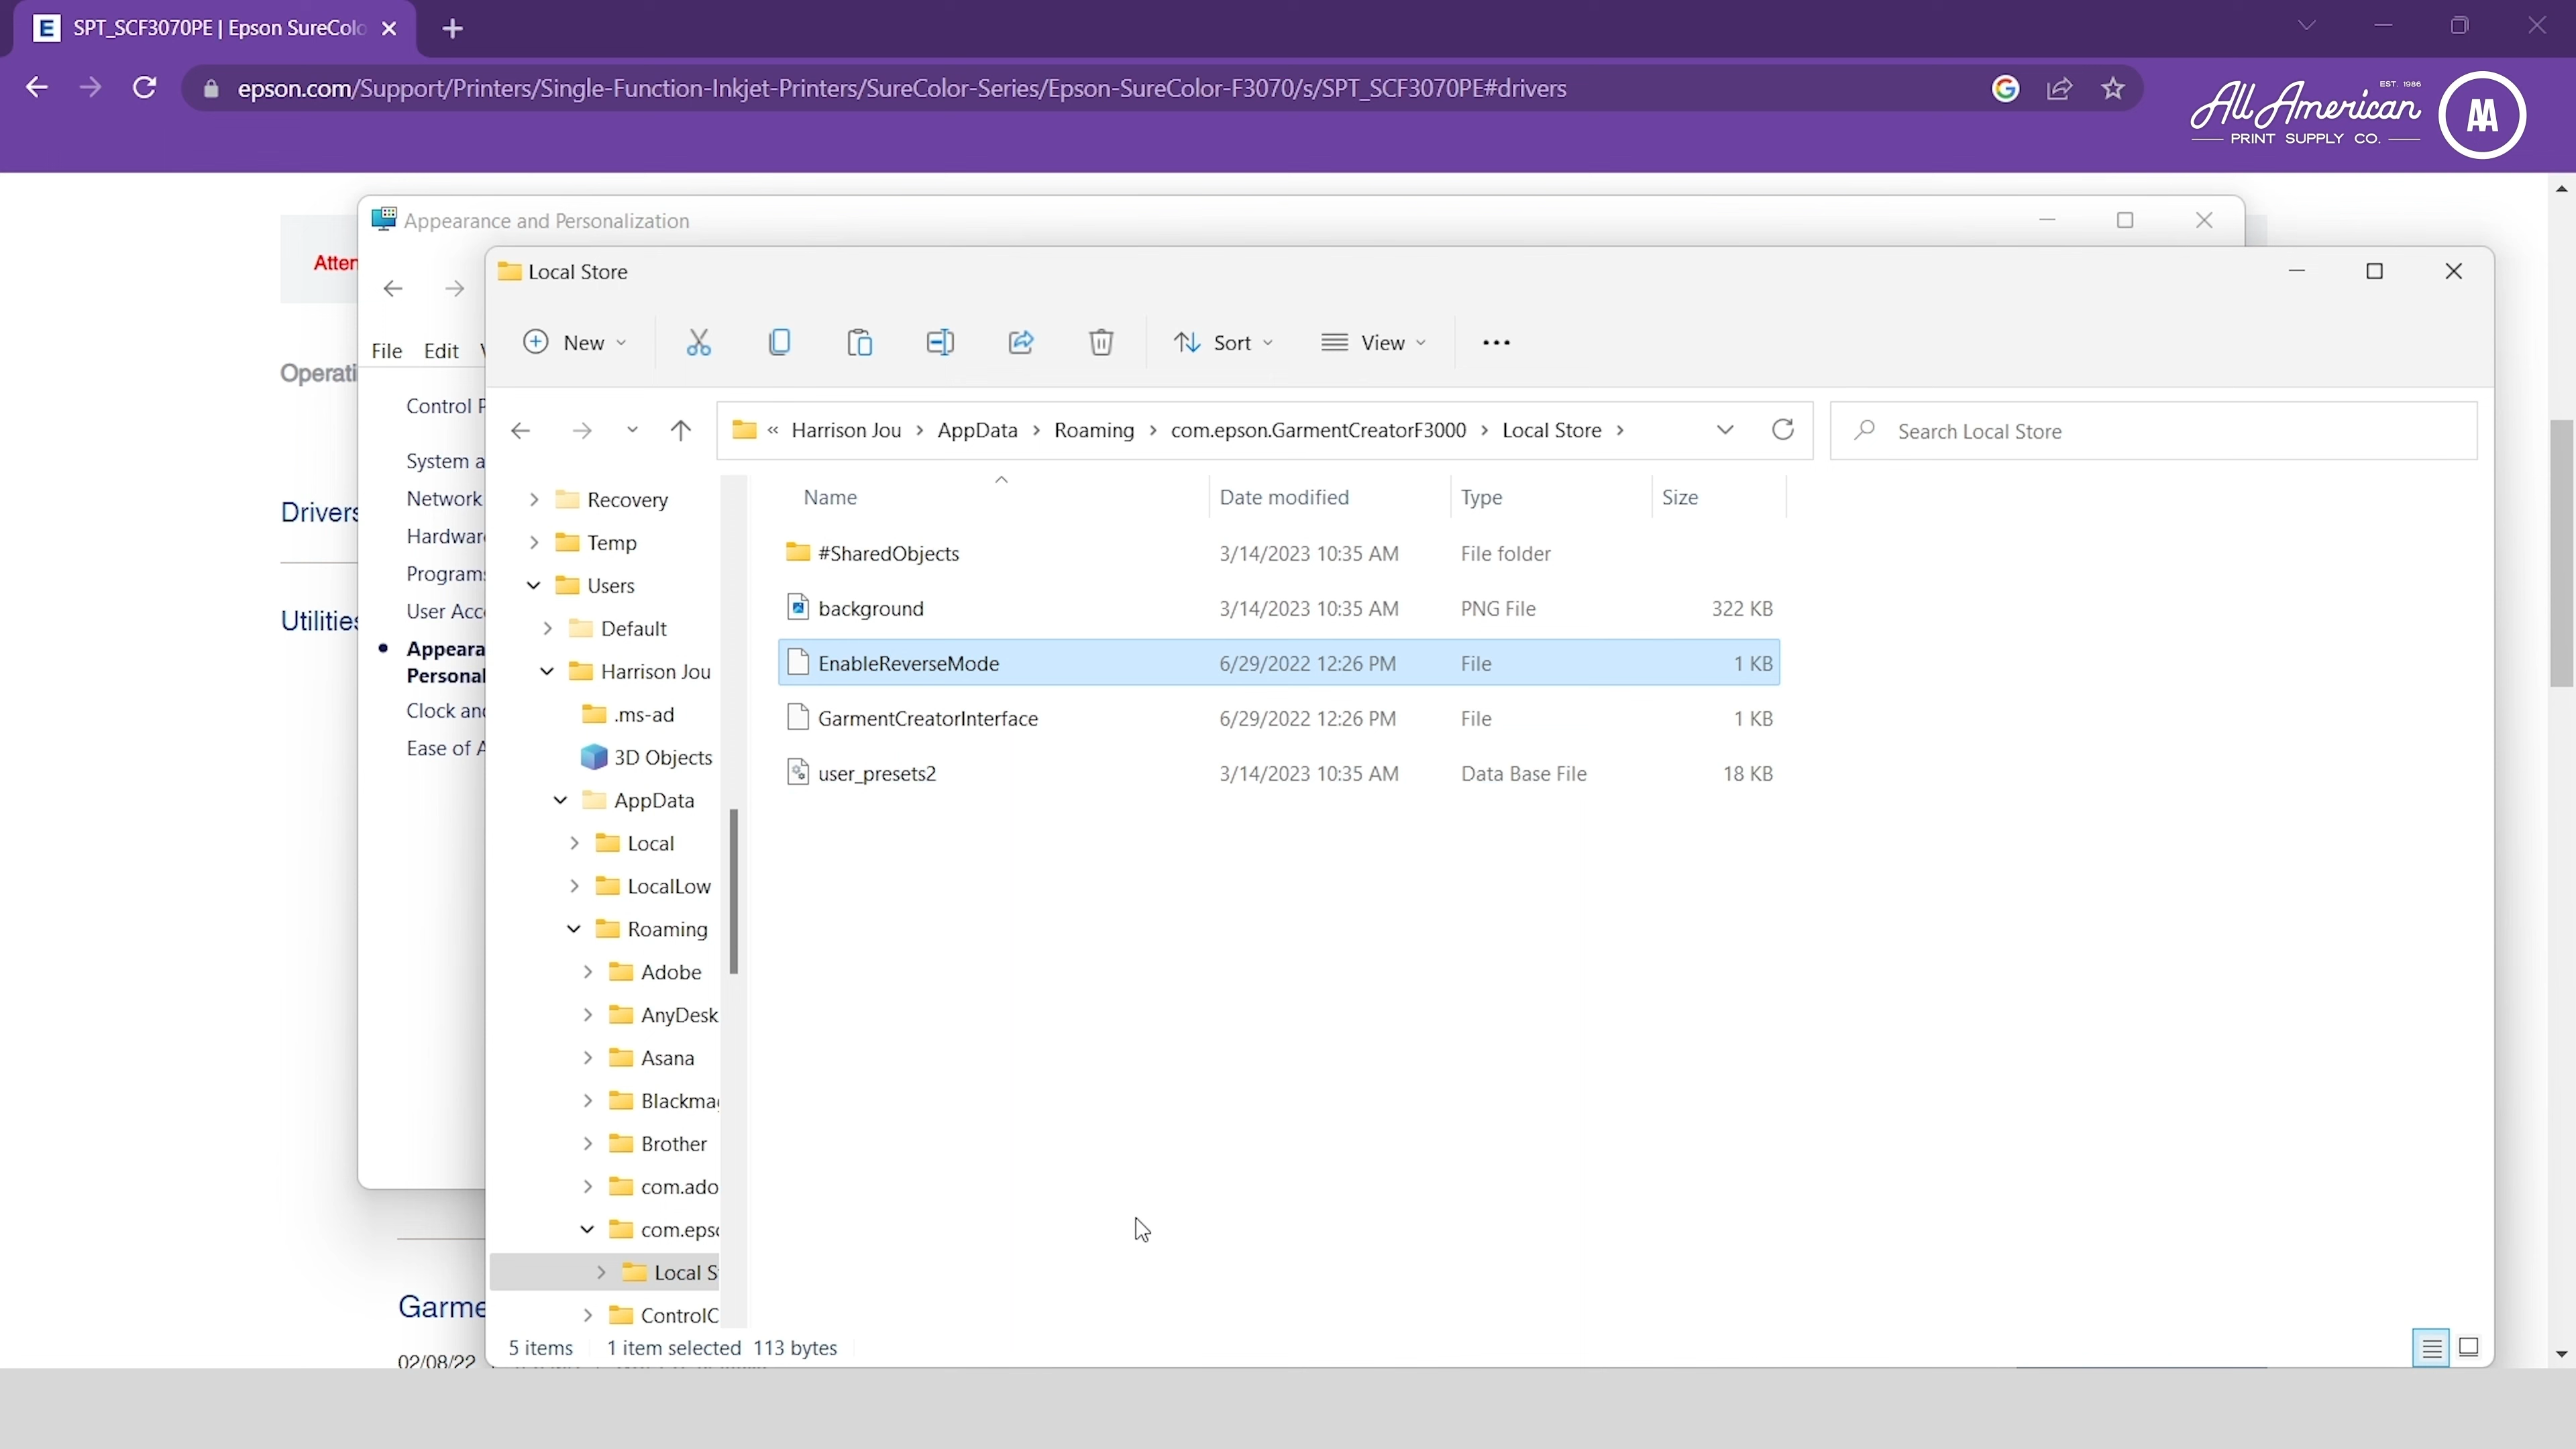 E SPT_SCF3070PE | Epson SureColo
epson.com/Support/Printers/Single-Function-Inkjet-Printers/SureColor-Series/Epson-SureColor-F3070/s/SPT_SCF3070PE#drivers
EST. 1986
All American
PRINT SUPPLY CO.
AA
Appearance and Personalization
Atten
Local Store
File Edit V
New
Sort
View
Operati
Control P
« Harrison Jou > AppData > Roaming > com.epson.GarmentCreatorF3000 > Local Store >
Search Local Store
System a
Network
Drivers
Hardware
Programs
User Acc
Utilities
Appeara
Personal
Clock and
Ease of A
Recovery
Temp
Users
Default
Harrison Jou
.ms-ad
3D Objects
AppData
Local
LocalLow
Roaming
Adobe
AnyDesk
Asana
Blackmag
Brother
com.ado
com.epso
Local S
ControlC
Name Date modified Type Size
#SharedObjects 3/14/2023 10:35 AM File folder
background 3/14/2023 10:35 AM PNG File 322 KB
EnableReverseMode 6/29/2022 12:26 PM File 1 KB
GarmentCreatorInterface 6/29/2022 12:26 PM File 1 KB
user_presets2 3/14/2023 10:35 AM Data Base File 18 KB
Garme
02/08/22
5 items 1 item selected 113 bytes